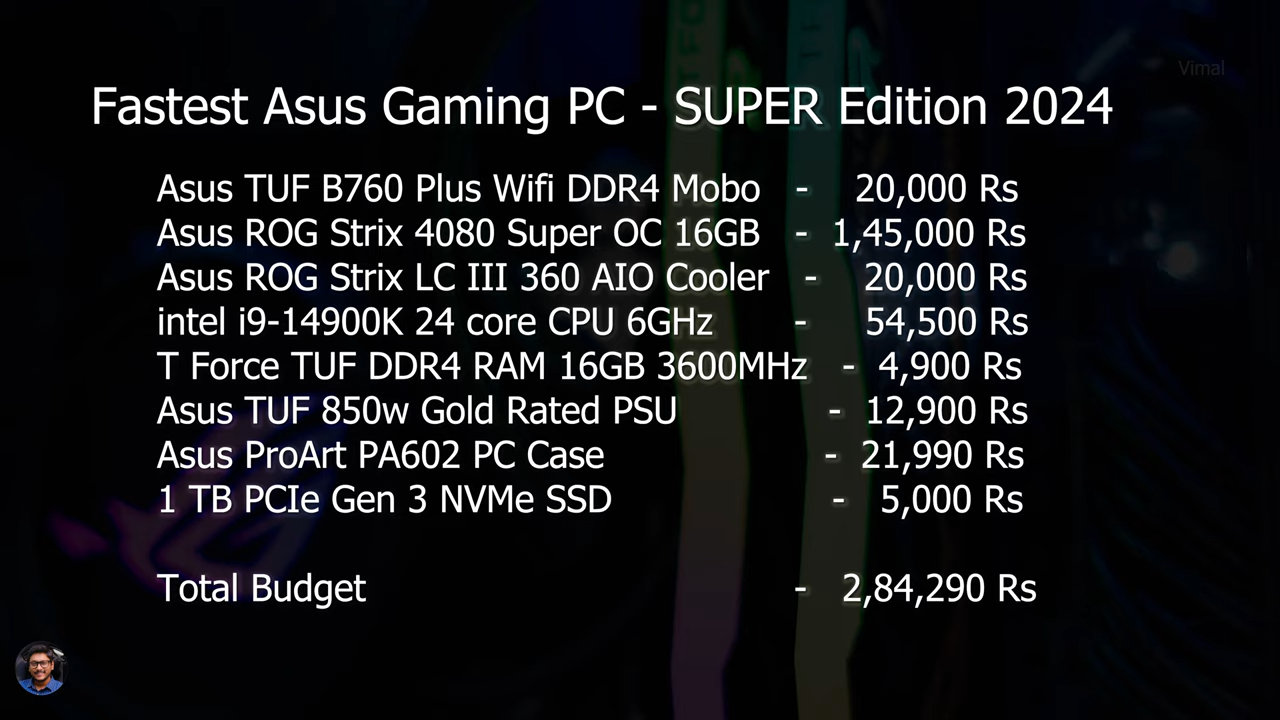 Vimal
Fastest Asus Gaming PC - SUPER Edition 2024
Asus TUF B760 Plus Wifi DDR4 Mobo - 20,000 Rs
Asus ROG Strix 4080 Super OC 16GB - 1,45,000 Rs
Asus ROG Strix LC III 360 AIO Cooler - 20,000 Rs
intel i9-14900K 24 core CPU 6GHz - 54,500 Rs
T Force TUF DDR4 RAM 16GB 3600MHz - 4,900 Rs
Asus TUF 850w Gold Rated PSU - 12,900 Rs
Asus ProArt PA602 PC Case - 21,990 Rs
1 TB PCIe Gen 3 NVMe SSD - 5,000 Rs
Total Budget - 2,84,290 Rs